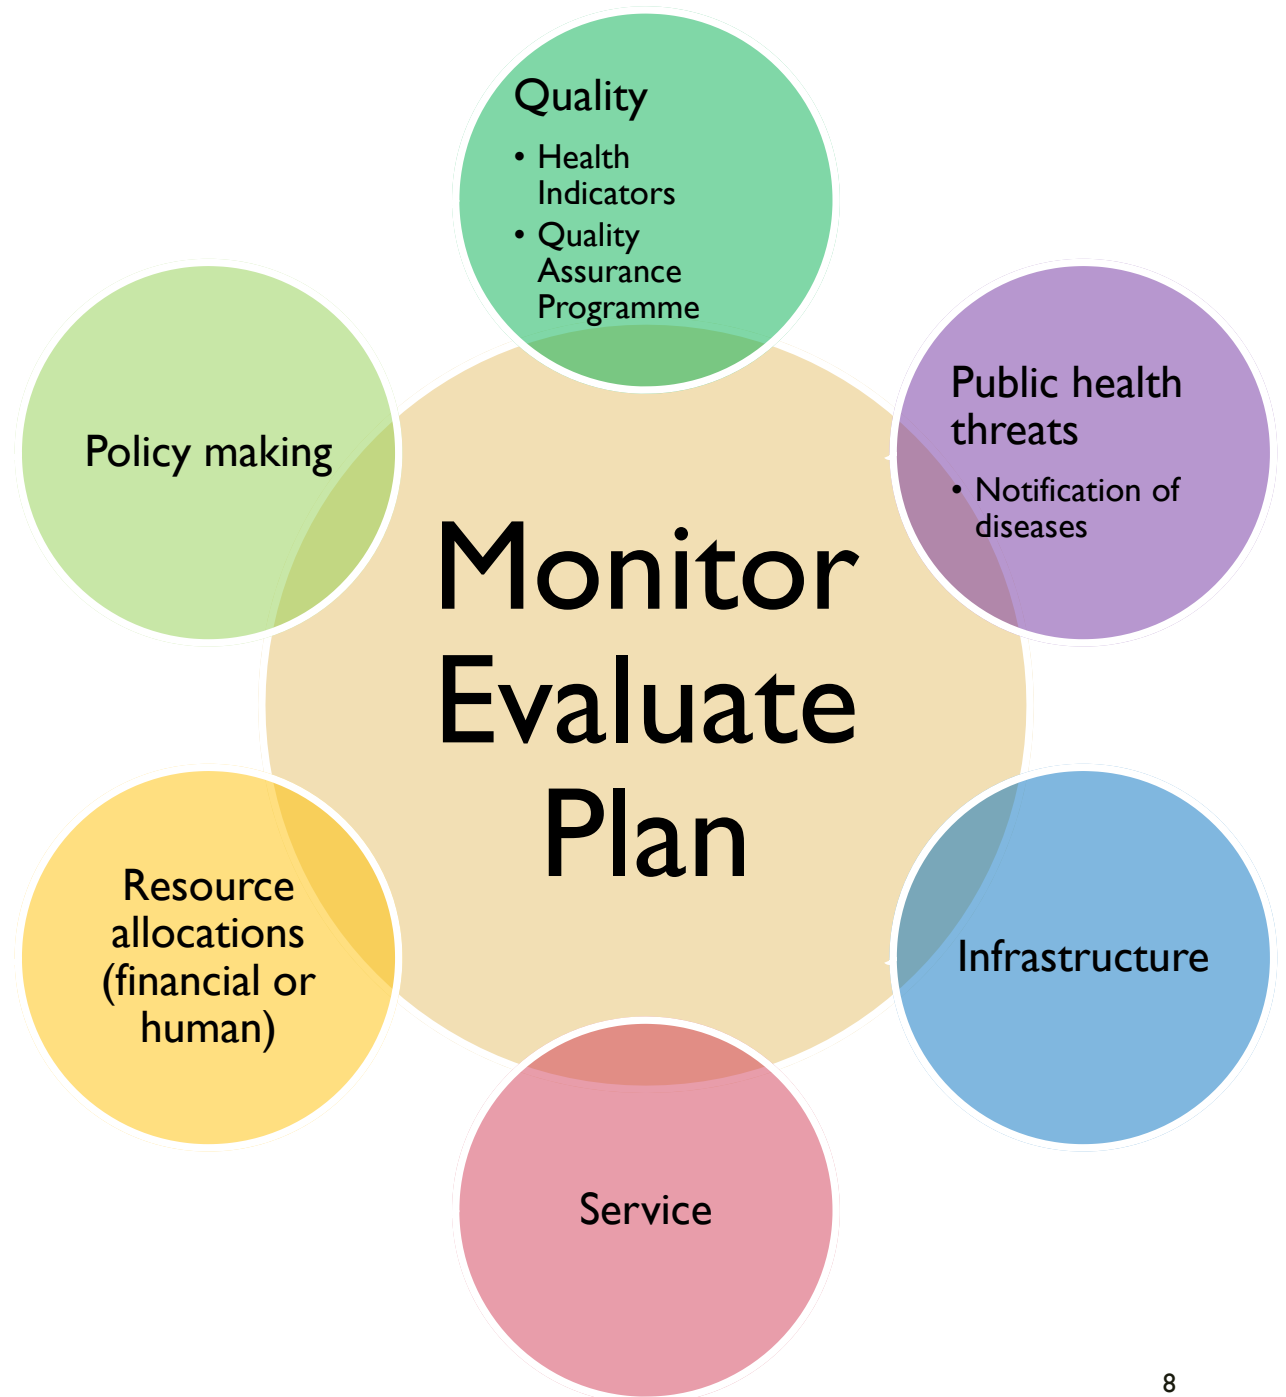 Quality
• Health
Indicators
• Quality
Assurance
Programme
Public health
threats
• Notification of
diseases
Policy making
Monitor
Evaluate
Plan
Resource
allocations
(financial or
human)
Infrastructure
Service
8